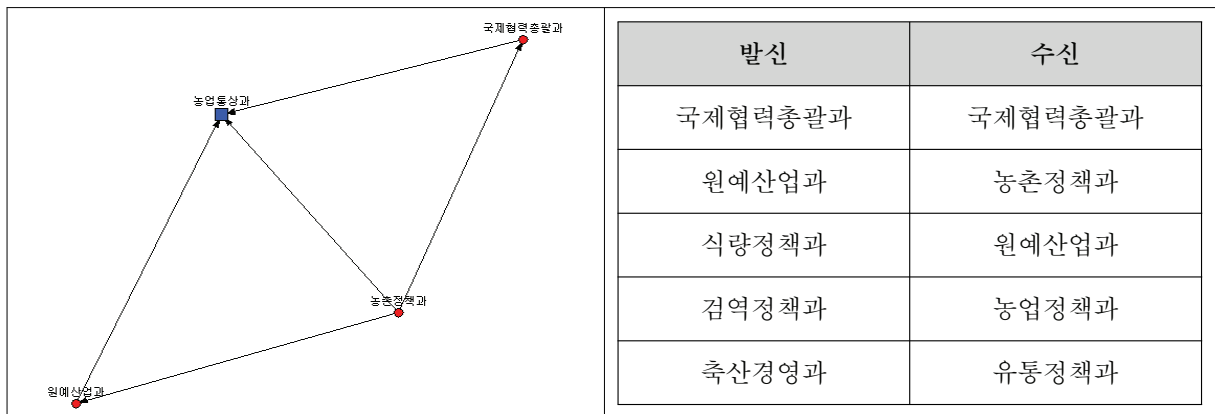 국제협력총괄과
농업통상과
농촌정책과
원예산업과
발신 수신
국제협력총괄과 국제협력총괄과
원예산업과 농촌정책과
식량정책과 원예산업과
검역정책과 농업정책과
축산경영과 유통정책과